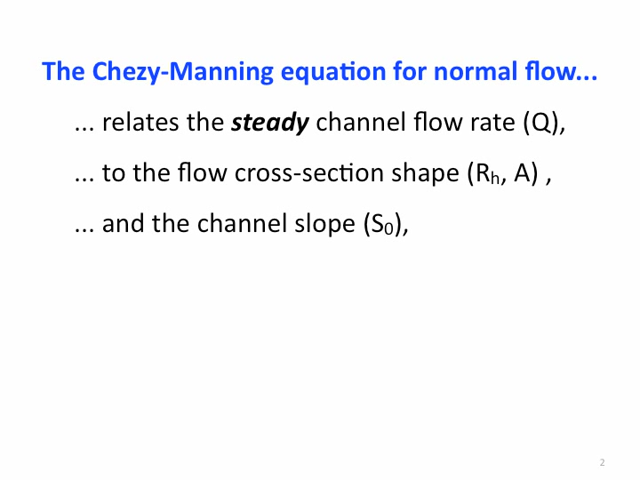 The Chezy-Manning equation for normal flow...
... relates the steady channel flow rate (Q),
... to the flow cross-section shape (Rh, A) ,
... and the channel slope (S0),
2